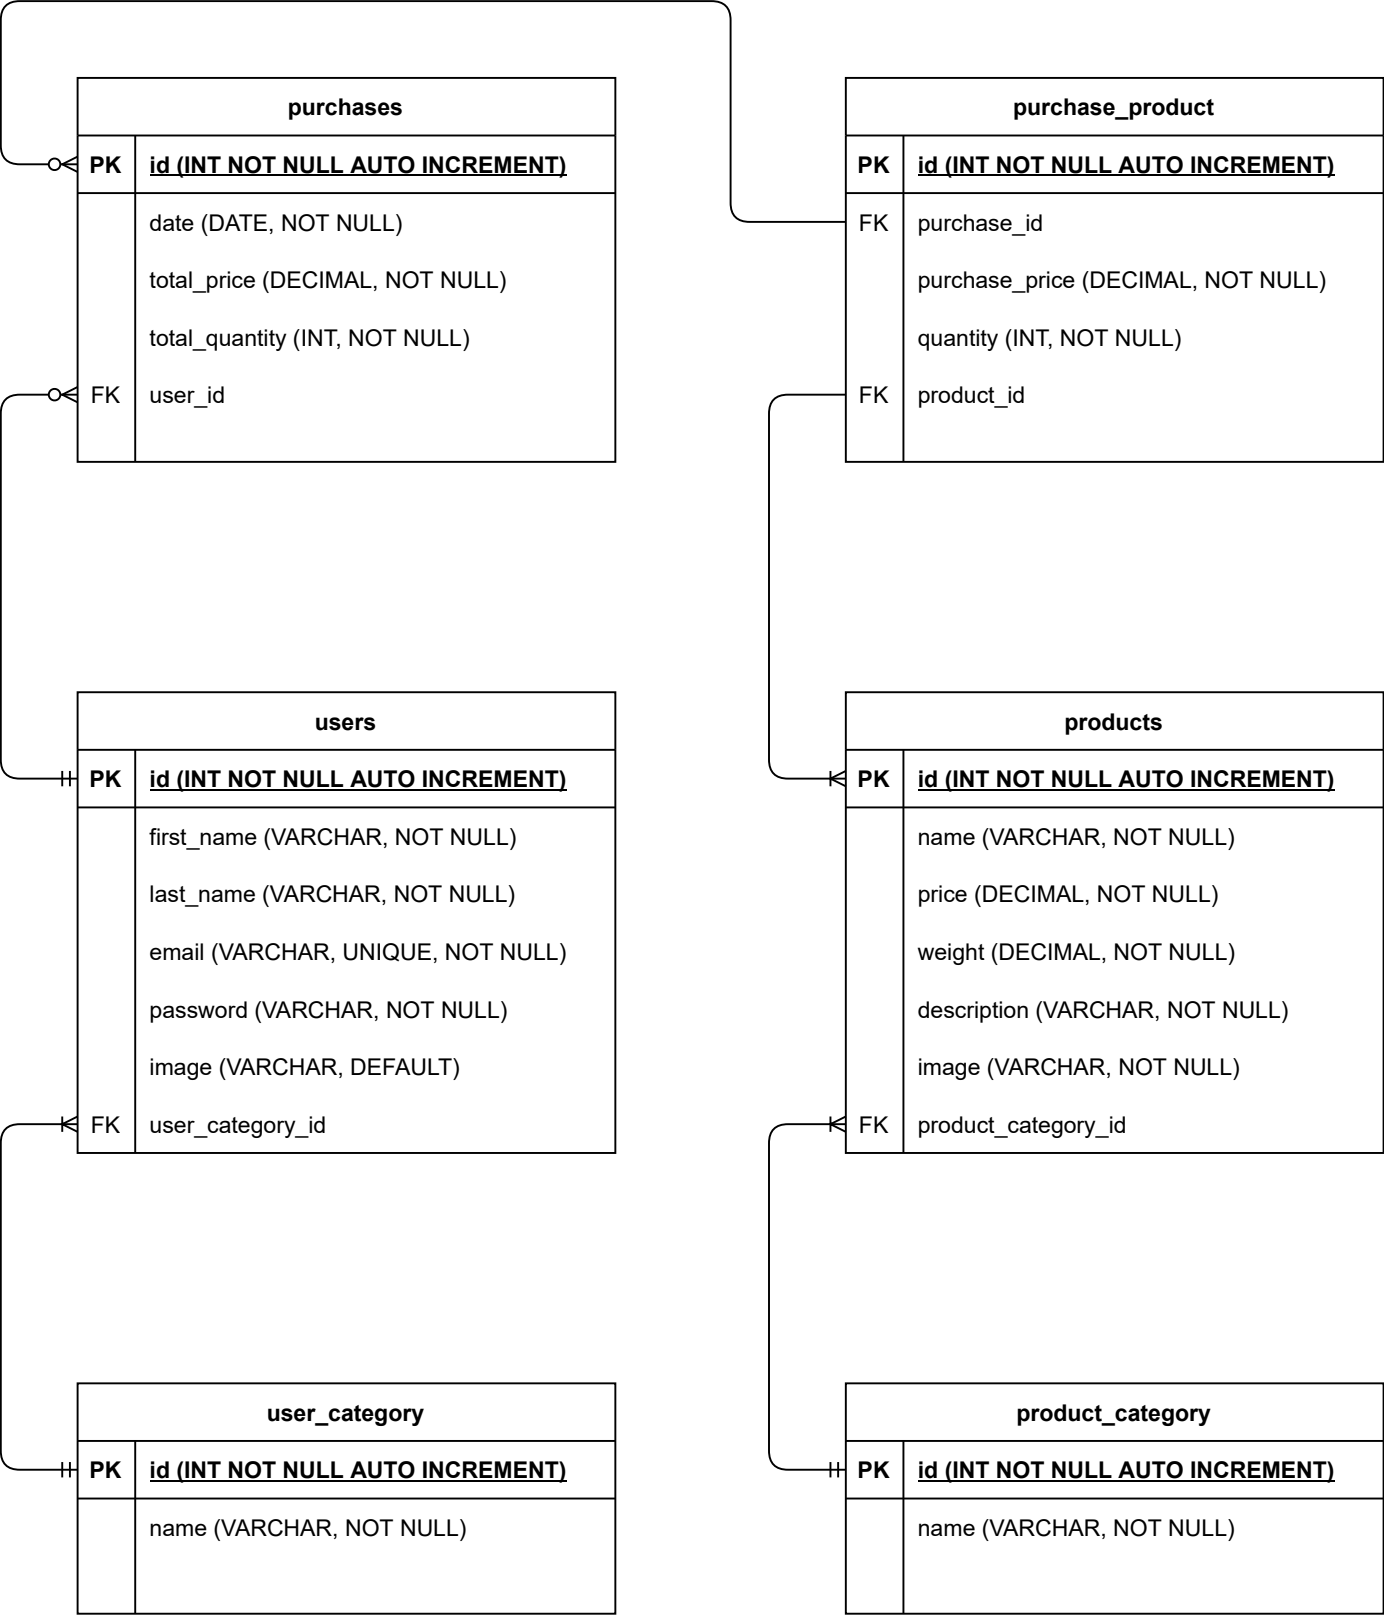 purchases
PK id (INT NOT NULL AUTO INCREMENT)
date (DATE, NOT NULL)
total_price (DECIMAL, NOT NULL)
total_quantity (INT, NOT NULL)
FK user_id
purchase_product
PK id (INT NOT NULL AUTO INCREMENT)
FK purchase_id
purchase_price (DECIMAL, NOT NULL)
quantity (INT, NOT NULL)
FK product_id
users
PK id (INT NOT NULL AUTO INCREMENT)
first_name (VARCHAR, NOT NULL)
last_name (VARCHAR, NOT NULL)
email (VARCHAR, UNIQUE, NOT NULL)
password (VARCHAR, NOT NULL)
image (VARCHAR, DEFAULT)
FK user_category_id
products
PK id (INT NOT NULL AUTO INCREMENT)
name (VARCHAR, NOT NULL)
price (DECIMAL, NOT NULL)
weight (DECIMAL, NOT NULL)
description (VARCHAR, NOT NULL)
image (VARCHAR, NOT NULL)
FK product_category_id
user_category
PK id (INT NOT NULL AUTO INCREMENT)
name (VARCHAR, NOT NULL)
product_category
PK id (INT NOT NULL AUTO INCREMENT)
name (VARCHAR, NOT NULL)